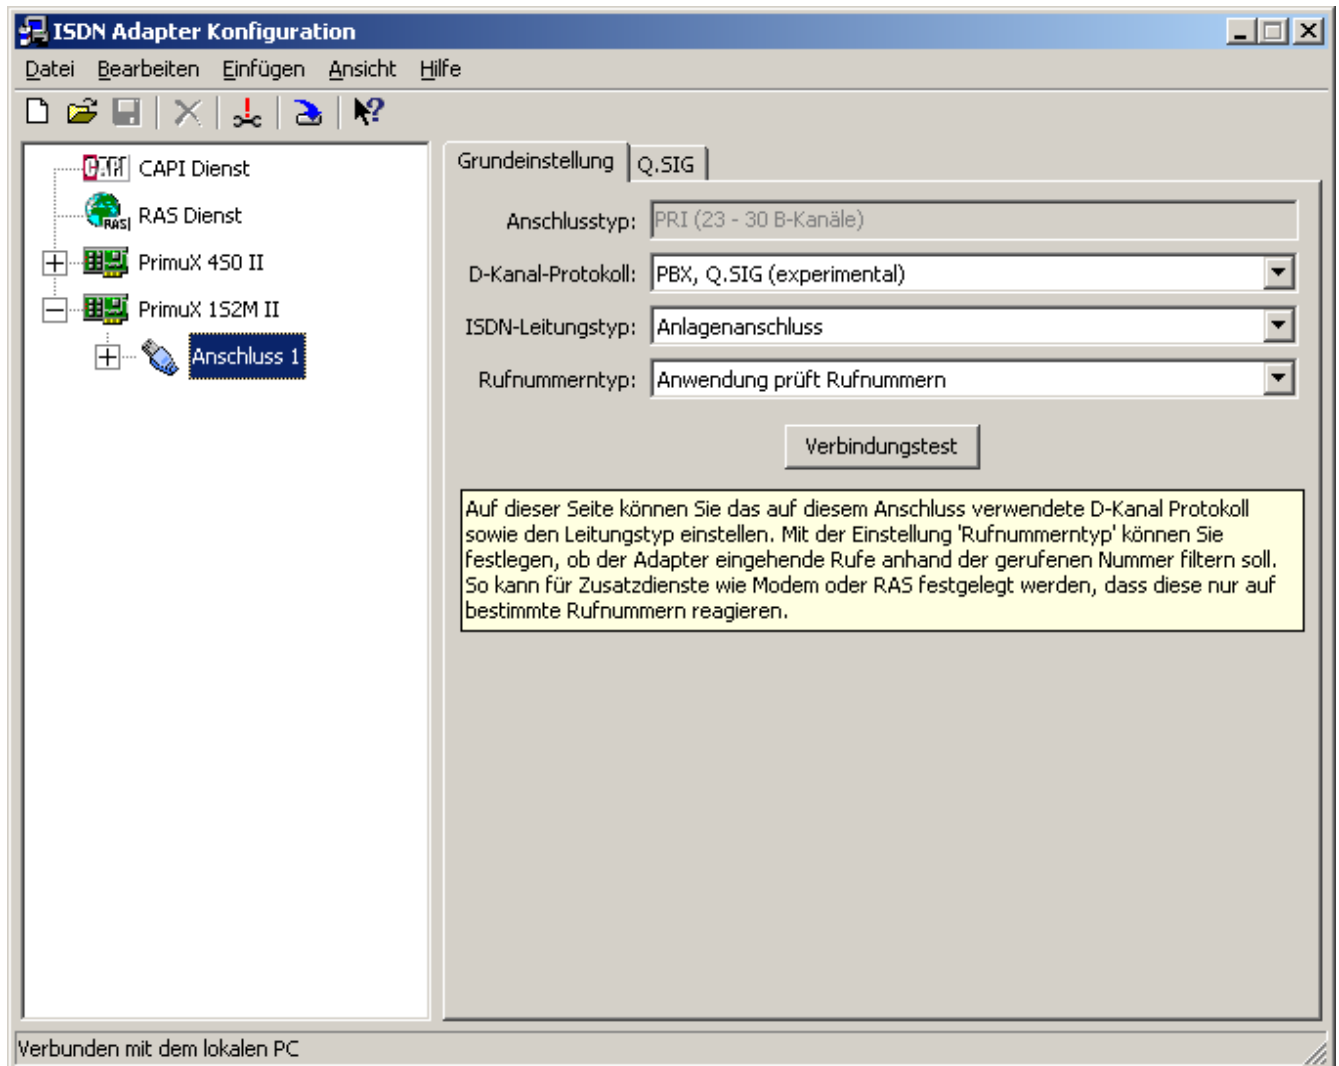 ISDN Adapter Konfiguration
Datei Bearbeiten Einfügen Ansicht Hilfe
CAPI Dienst
RAS RAS Dienst
PrimuX 4S0 II
PrimuX 1S2M II
Anschluss 1
Grundeinstellung Q.SIG
Anschlusstyp: PRI (23 - 30 B-Kanäle)
D-Kanal-Protokoll: PBX, Q.SIG (experimental)
ISDN-Leitungstyp: Anlagenanschluss
Rufnummerntyp: Anwendung prüft Rufnummern
Verbindungstest
Auf dieser Seite können Sie das auf diesem Anschluss verwendete D-Kanal Protokoll
sowie den Leitungstyp einstellen. Mit der Einstellung 'Rufnummerntyp' können Sie
festlegen, ob der Adapter eingehende Rufe anhand der gerufenen Nummer filtern soll.
So kann für Zusatzdienste wie Modem oder RAS festgelegt werden, dass diese nur auf
bestimmte Rufnummern reagieren.
Verbunden mit dem lokalen PC